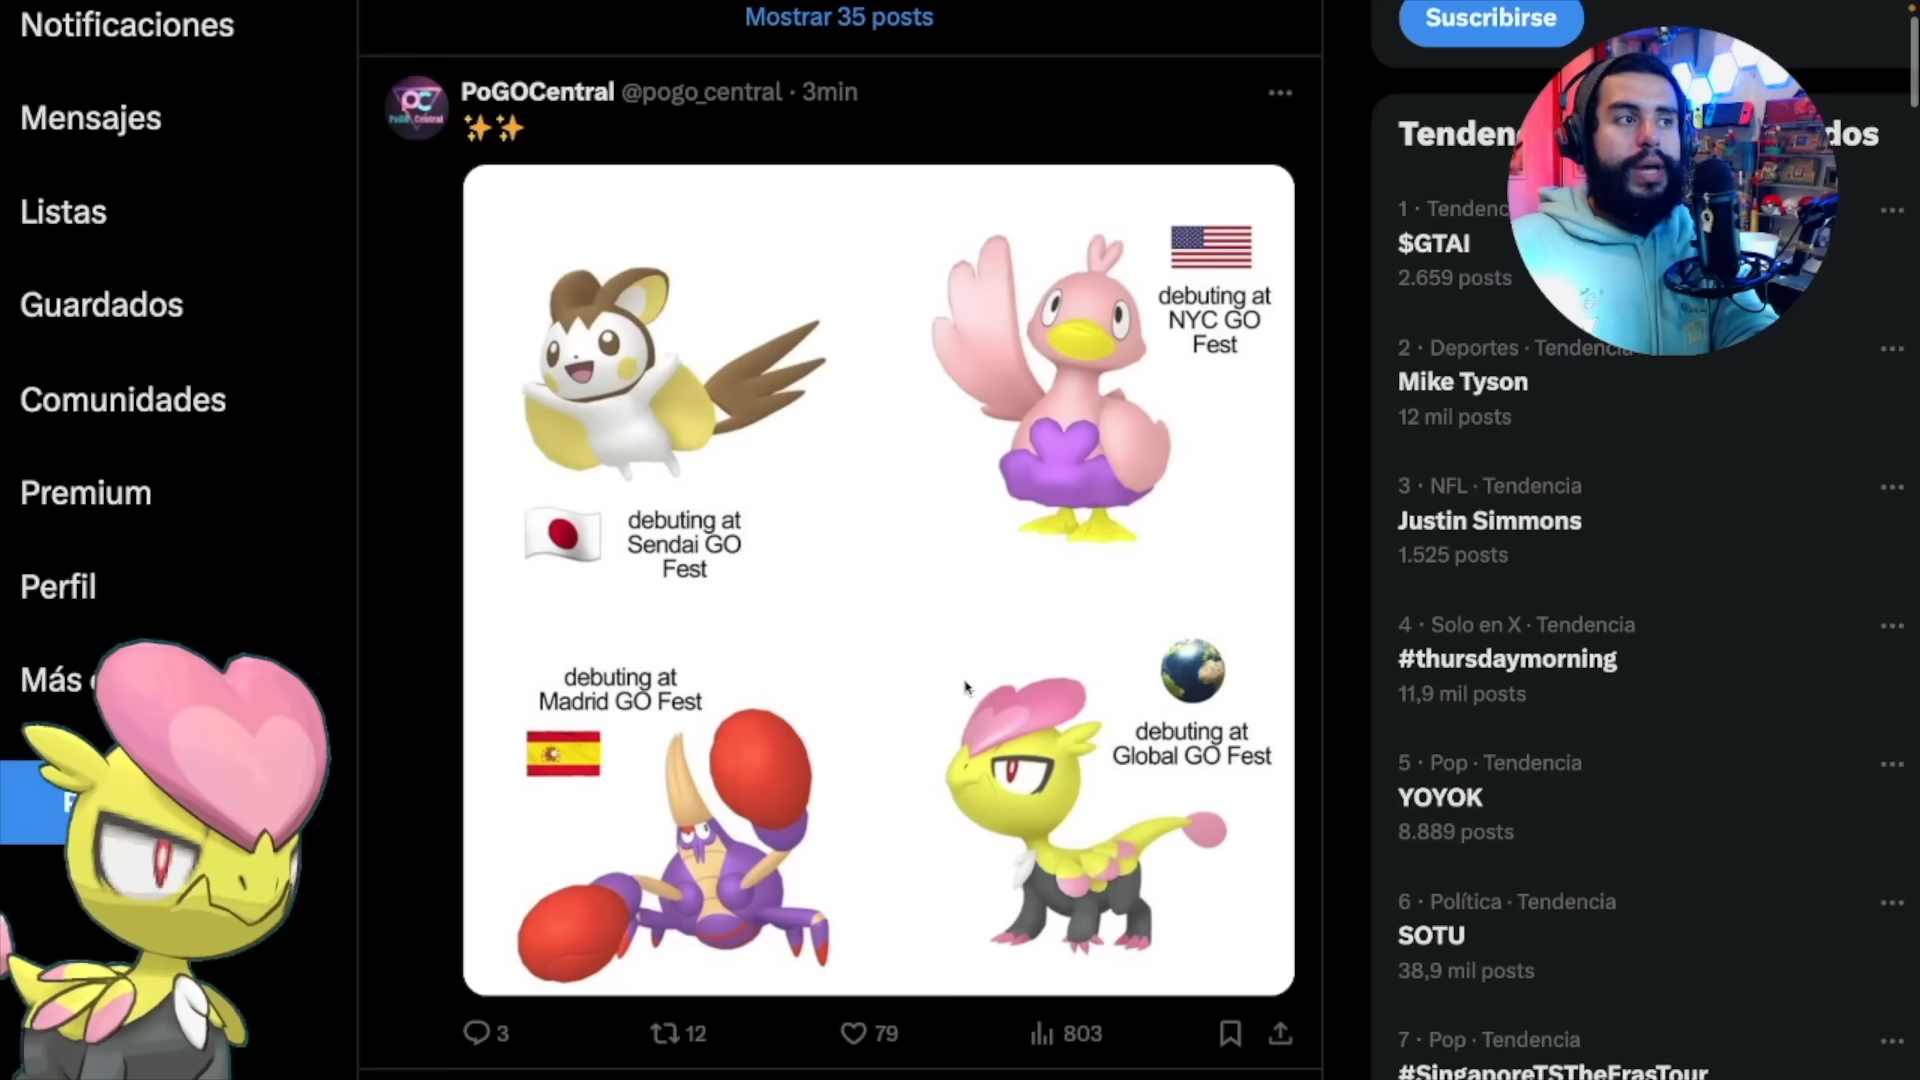 Notificaciones
Mensajes
Listas
Guardados
Comunidades
Premium
Perfil
Más
Mostrar 35 posts
PoGOCentral @pogo_central · 3min
debuting at
Sendai GO
Fest
debuting at
NYC GO
Fest
debuting at
Madrid GO Fest
debuting at
Global GO Fest
3
12
79
803
Suscribirse
1 ·
$GTAI
2.659 posts
2 · Deportes · Tendencia
Mike Tyson
12 mil posts
3 · NFL · Tendencia
Justin Simmons
1.525 posts
4 · Solo en X · Tendencia
#thursdaymorning
11,9 mil posts
5 · Pop · Tendencia
YOYOK
8.889 posts
6 · Política · Tendencia
SOTU
38,9 mil posts
7 · Pop · Tendencia
#SingaporeTSTheErasTour